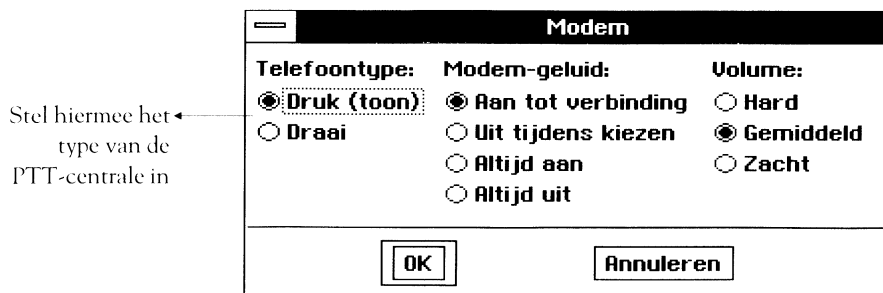 Modem
Telefoontype:
Druk (toon)
Draai
Modem-geluid:
Aan tot verbinding
Uit tijdens kiezen
Altijd aan
Altijd uit
Volume:
Hard
Gemiddeld
Zacht
OK
Annuleren
Stel hiermee het
type van de
PTT-centrale in